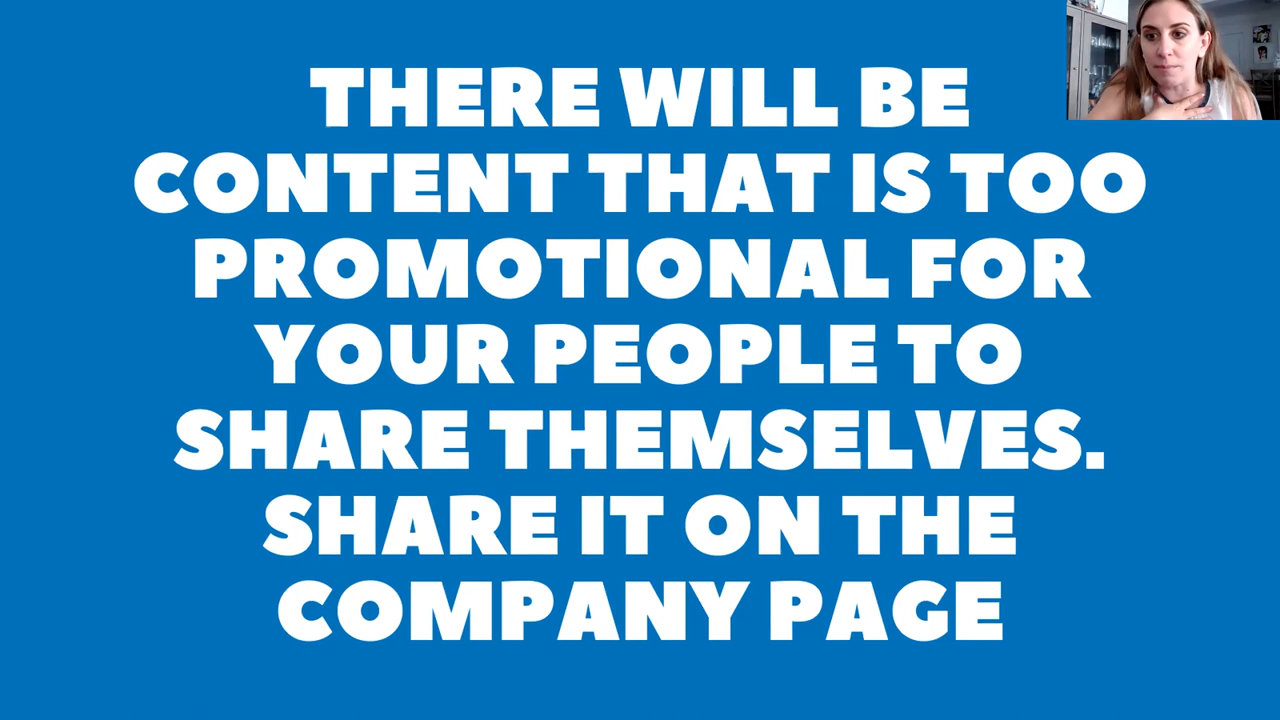 THERE WILL BE
CONTENT THAT IS TOO
PROMOTIONAL FOR
YOUR PEOPLE TO
SHARE THEMSELVES.
SHARE IT ON THE
COMPANY PAGE